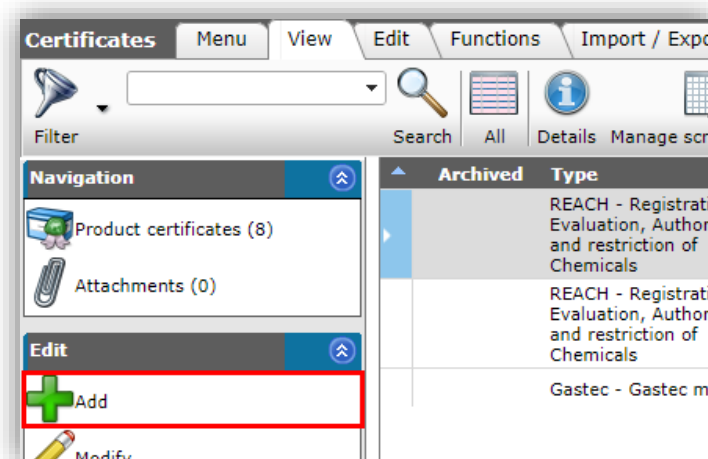 Certificates Menu View Edit Functions Import / Expo
Filter Search All Details Manage scr
Navigation
Product certificates (8)
Attachments (0)
Edit
Add
Modify
Archived Type
REACH - Registrati
Evaluation, Author
and restriction of
Chemicals
REACH - Registrati
Evaluation, Author
and restriction of
Chemicals
Gastec - Gastec m